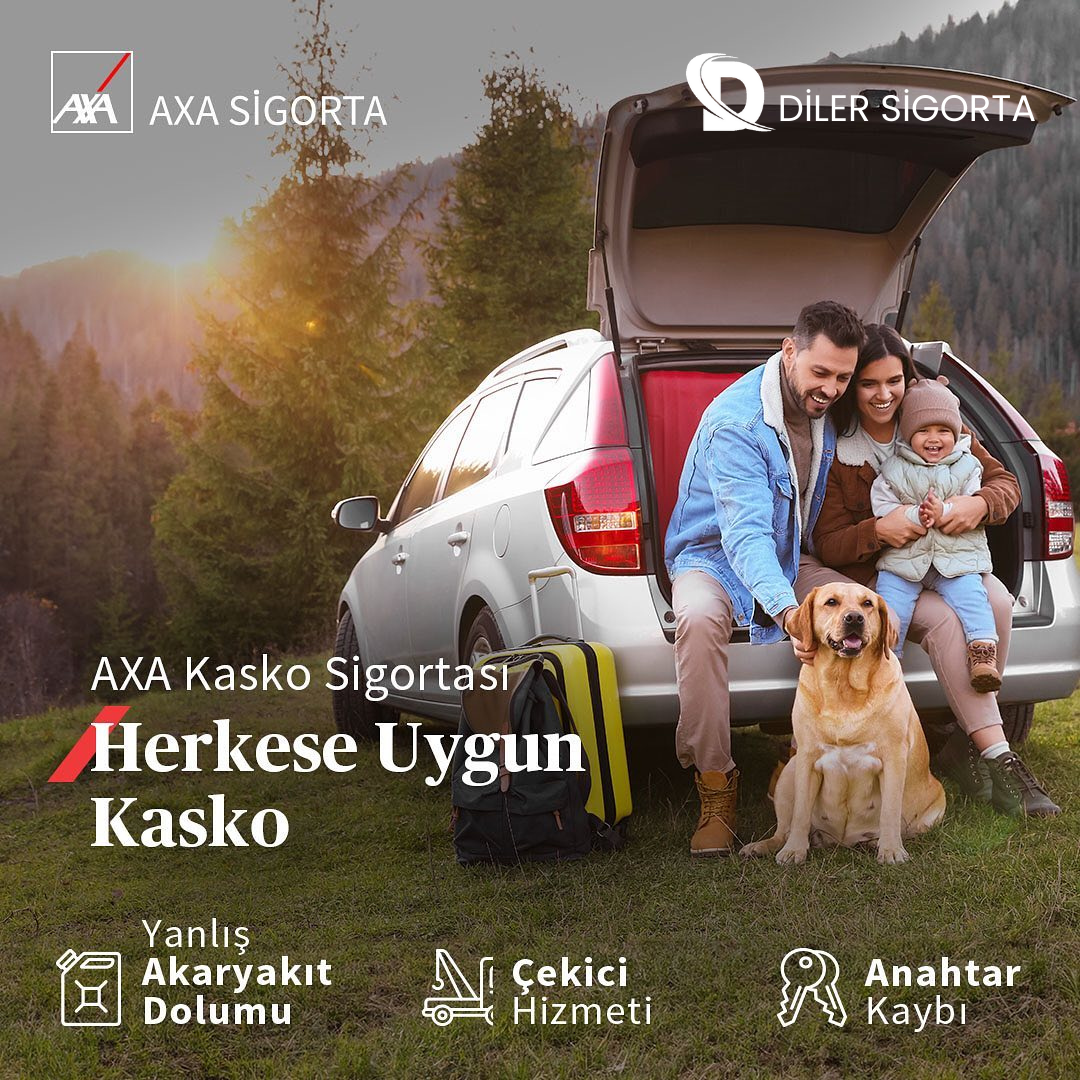 AXA AXA SİGORTA
DİLER SİGORTA
AXA Kasko Sigortası
Herkese Uygun
Kasko
Yanlış
Akaryakıt
Dolumu
Çekici
Hizmeti
Anahtar
Kaybı